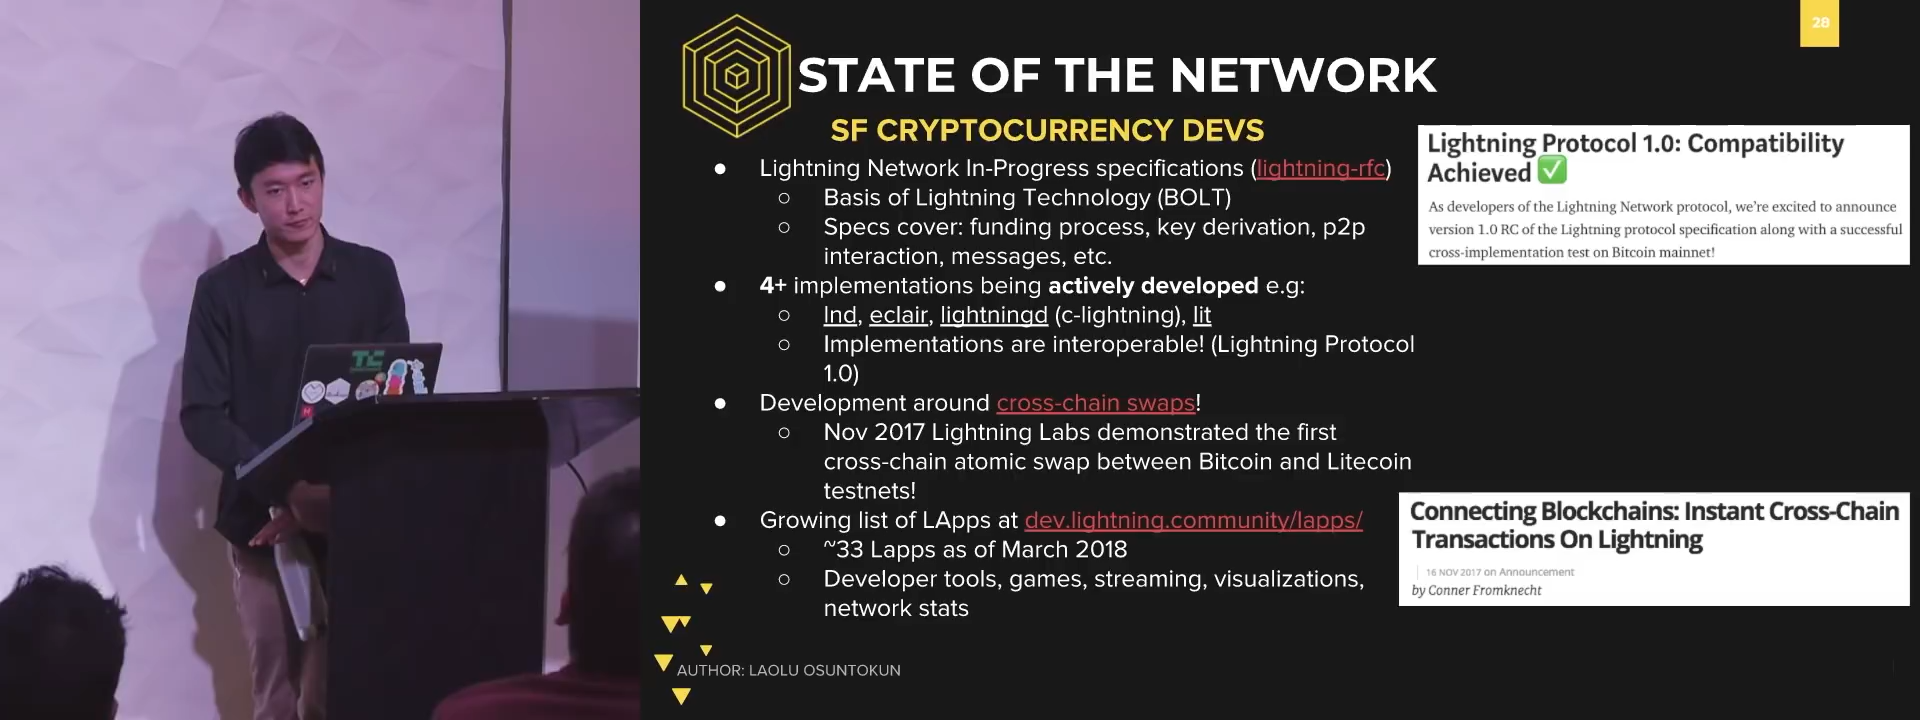 28
STATE OF THE NETWORK
SF CRYPTOCURRENCY DEVS
● Lightning Network In-Progress specifications (lightning-rfc)
○ Basis of Lightning Technology (BOLT)
○ Specs cover: funding process, key derivation, p2p
interaction, messages, etc.
● 4+ implementations being actively developed e.g:
○ lnd, eclair, lightningd (c-lightning), lit
○ Implementations are interoperable! (Lightning Protocol
1.0)
● Development around cross-chain swaps!
○ Nov 2017 Lightning Labs demonstrated the first
cross-chain atomic swap between Bitcoin and Litecoin
testnets!
● Growing list of LApps at dev.lightning.community/lapps/
○ ~33 Lapps as of March 2018
○ Developer tools, games, streaming, visualizations,
network stats
AUTHOR: LAOLU OSUNTOKUN
Lightning Protocol 1.0: Compatibility
Achieved ✅
As developers of the Lightning Network protocol, we're excited to announce
version 1.0 RC of the Lightning protocol specification along with a successful
cross-implementation test on Bitcoin mainnet!
Connecting Blockchains: Instant Cross-Chain
Transactions On Lightning
16 NOV 2017 on Announcement
by Conner Fromknecht
TC